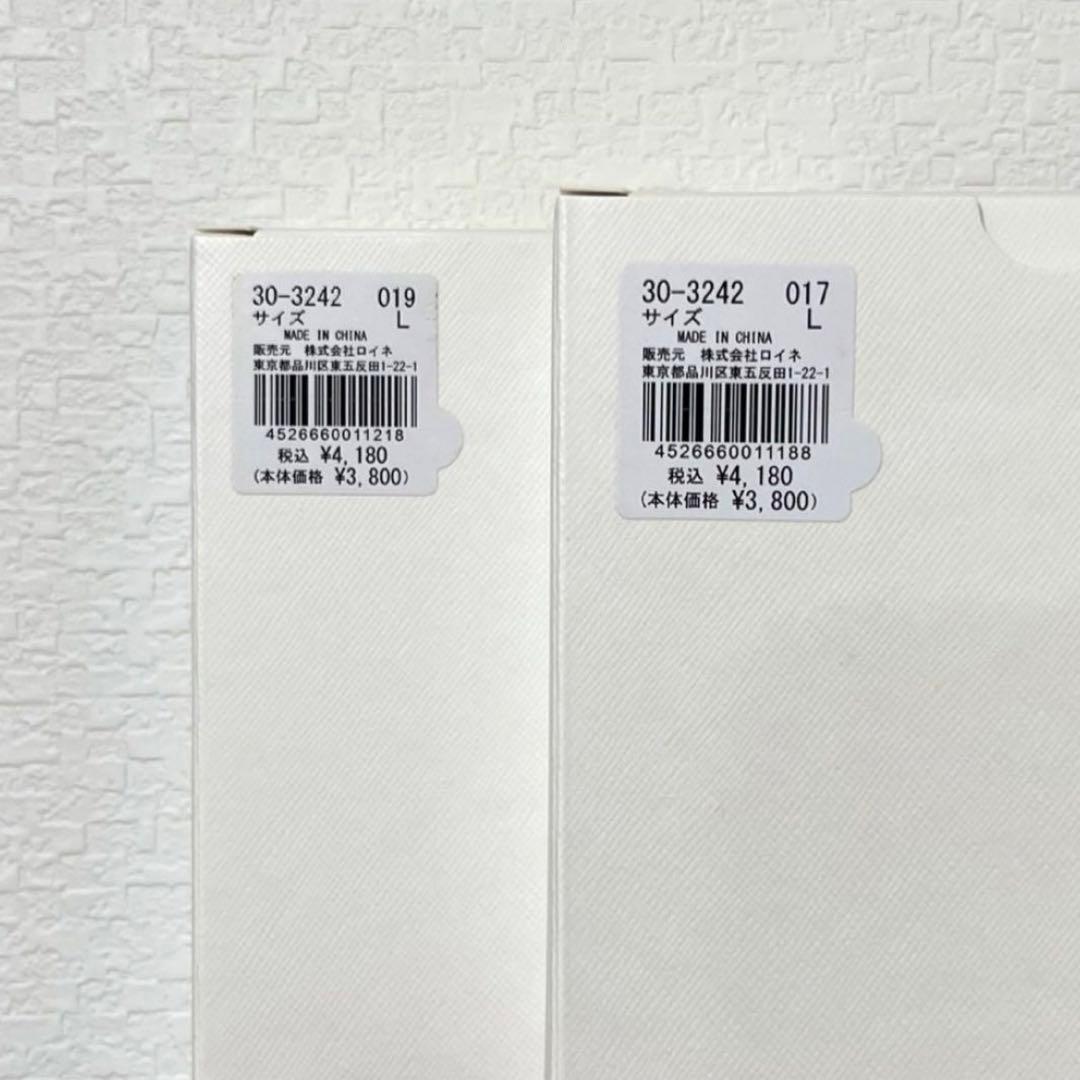 30-3242 019
サイズ L
MADE IN CHINA
販売元 株式会社ロイネ
東京都品川区東五反田1-22-1
4526660011218
税込 ¥4,180
(本体価格 ¥3,800)
30-3242 017
サイズ L
MADE IN CHINA
販売元 株式会社ロイネ
東京都品川区東五反田1-22-1
4526660011188
税込 ¥4,180
(本体価格 ¥3,800)